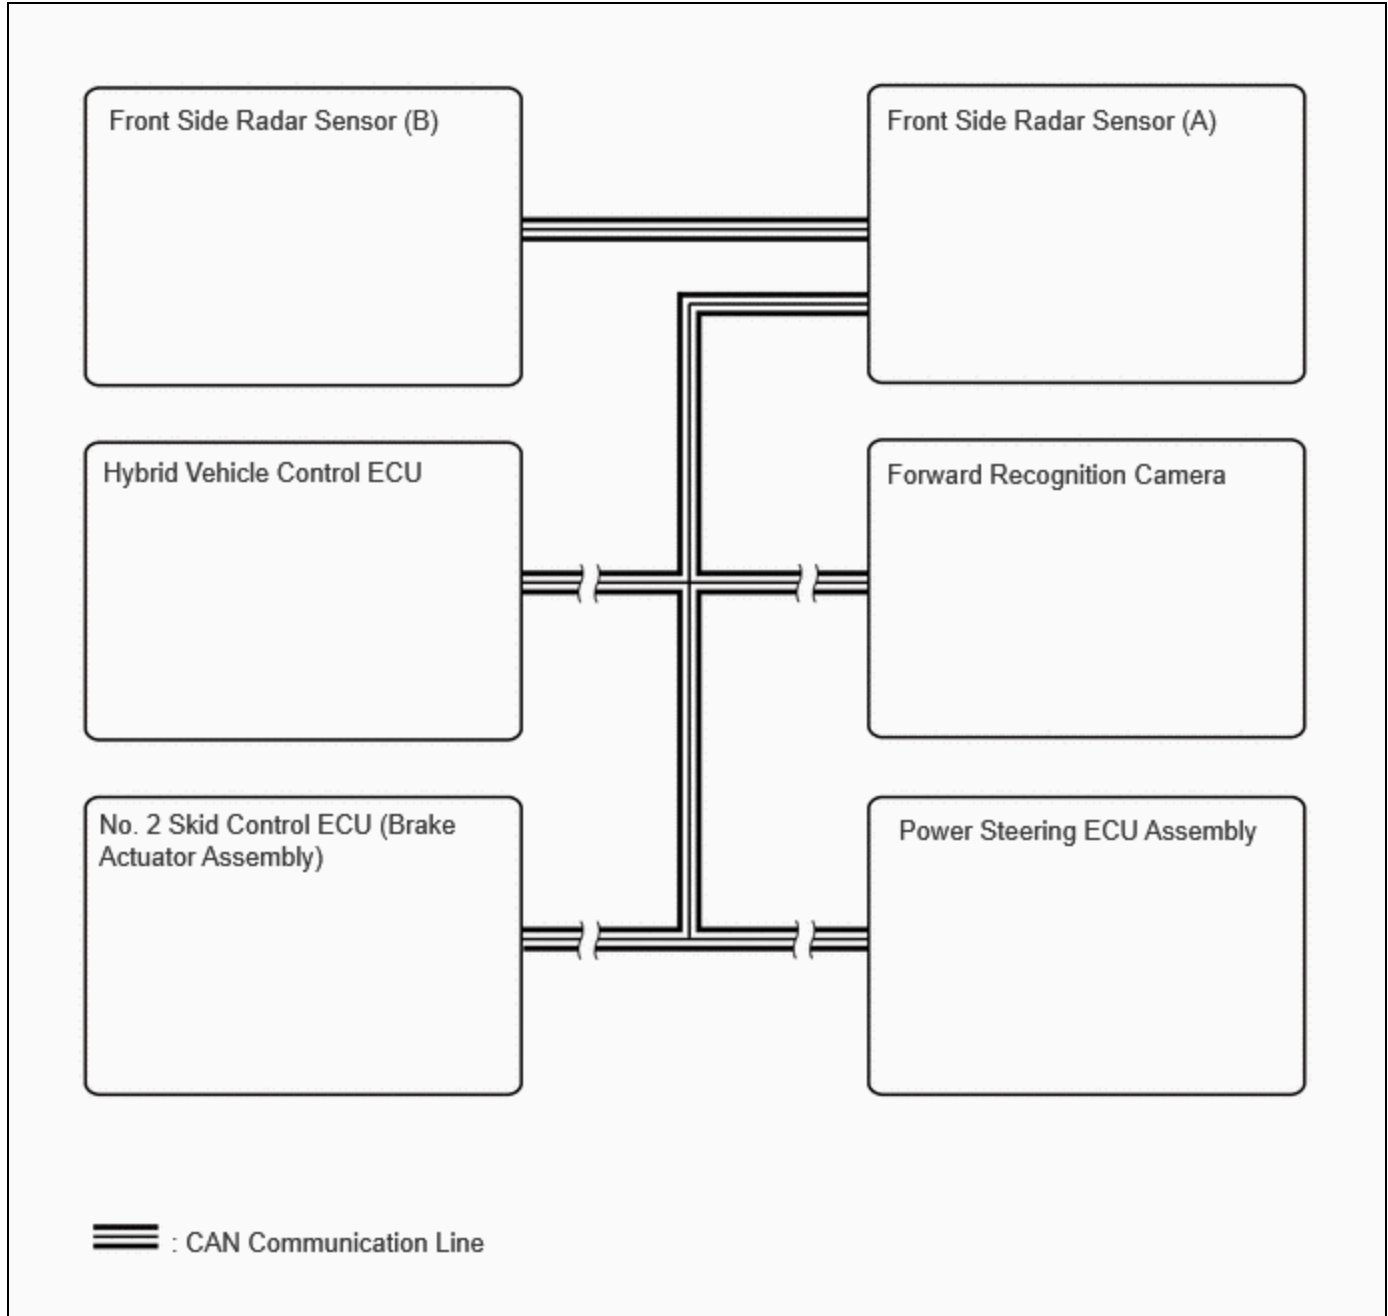 Front Side Radar Sensor (B)
Front Side Radar Sensor (A)
Hybrid Vehicle Control ECU
Forward Recognition Camera
No. 2 Skid Control ECU (Brake
Actuator Assembly)
Power Steering ECU Assembly
: CAN Communication Line